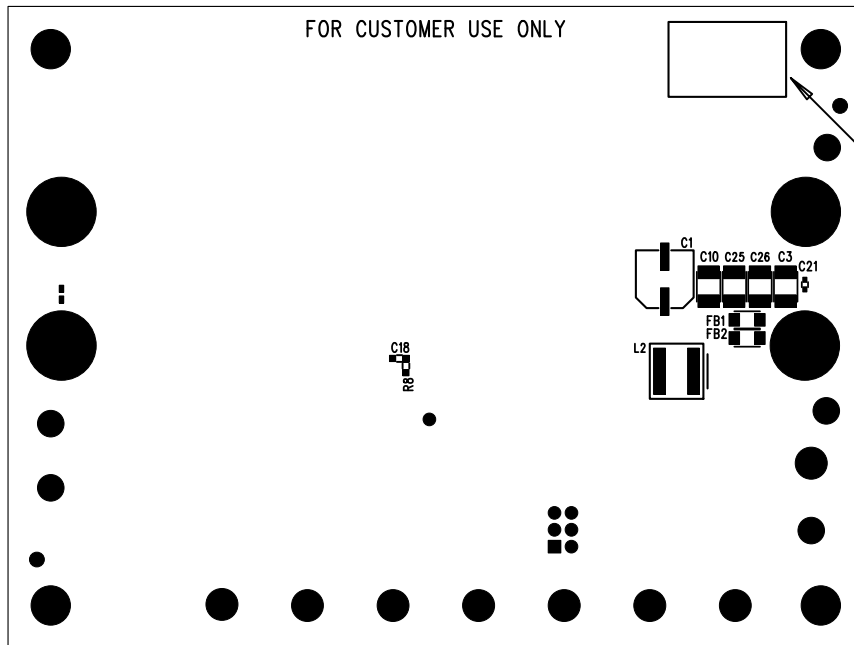 FOR CUSTOMER USE ONLY
C1
C10 C25 C26 C3 C21
FB1
FB2
L2
C18
R8